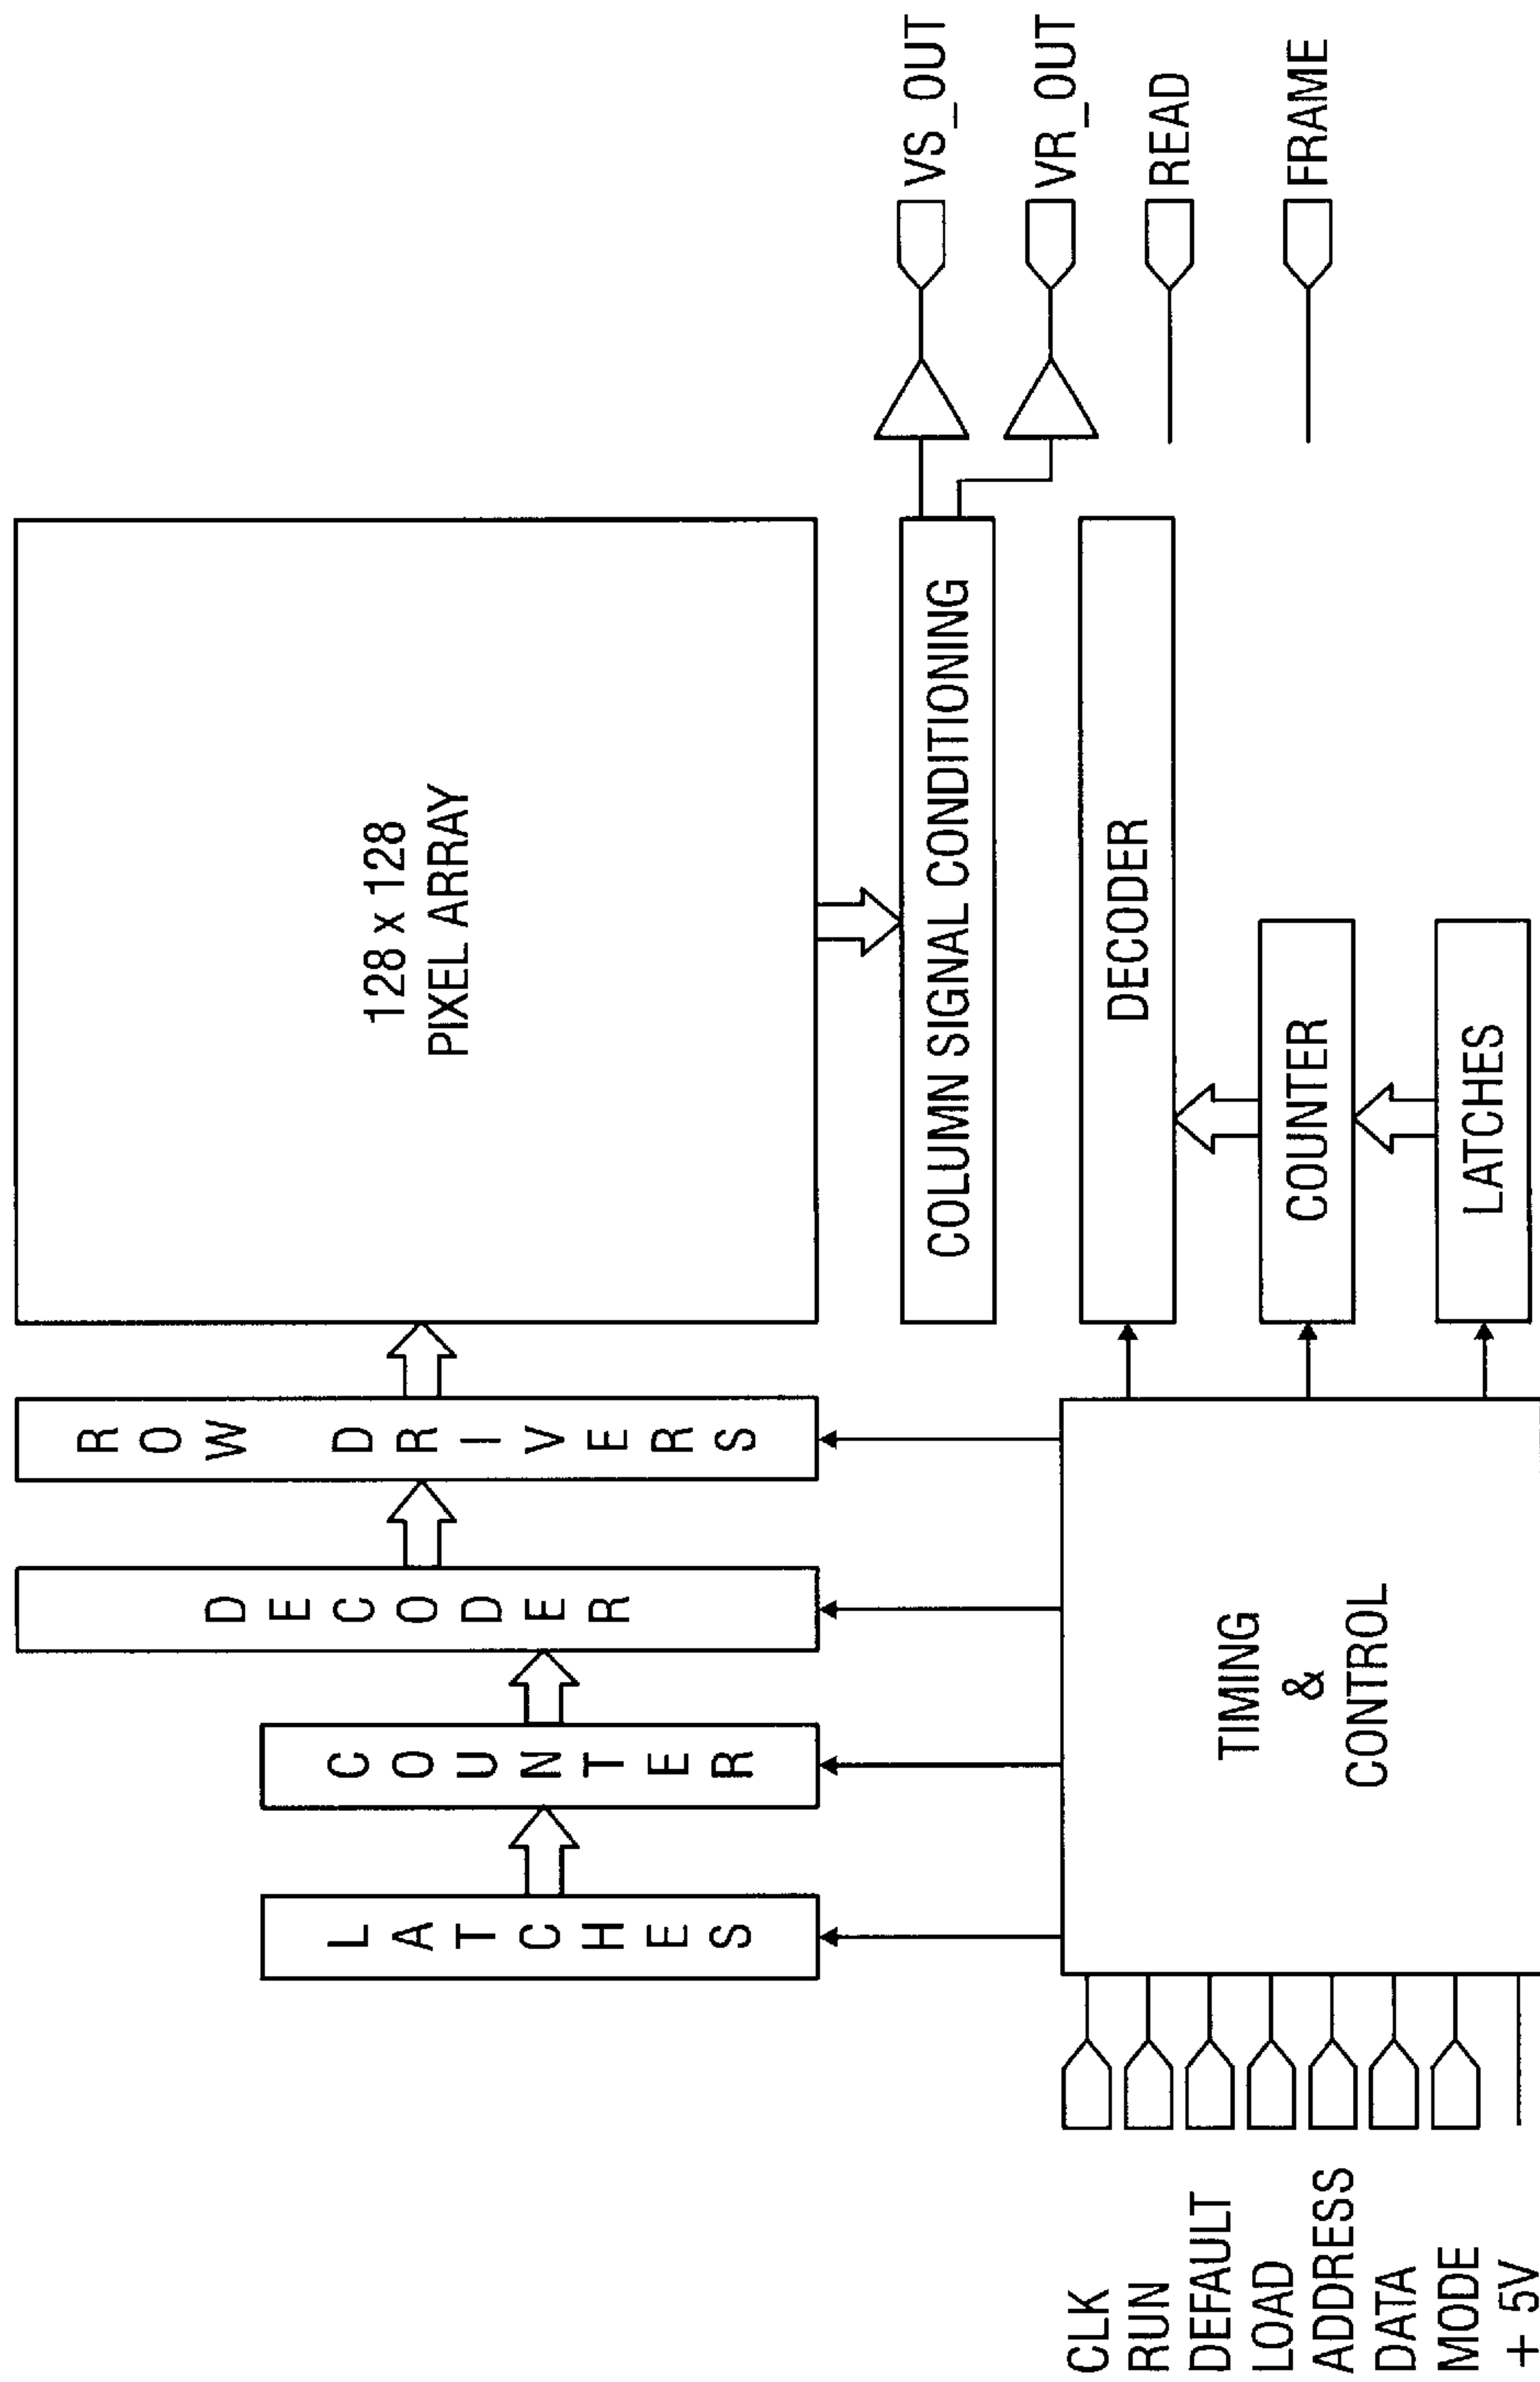 128 x 128
PIXEL ARRAY
ROW DRIVERS
DECODER
COUNTER
LATCHES
COLUMN SIGNAL CONDITIONING
DECODER
COUNTER
LATCHES
TIMING
&
CONTROL
VS_OUT
VR_OUT
READ
FRAME
CLK
RUN
DEFAULT
LOAD
ADDRESS
DATA
MODE
+ 5V